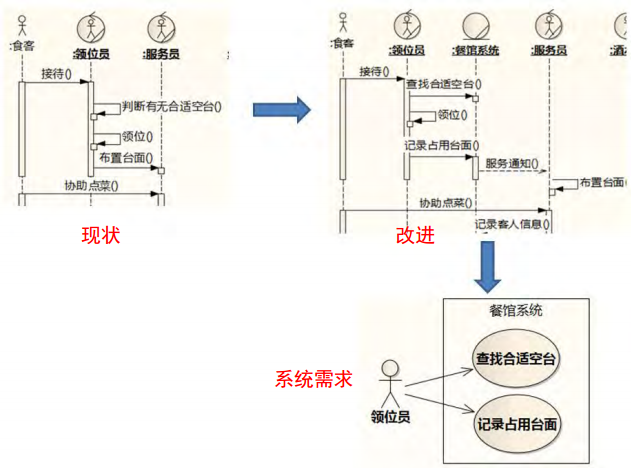 :食客
:领位员
:服务员
接待()
判断有无合适空台()
领位()
布置台面()
协助点菜()
现状
:食客
:领位员
:餐馆系统
:服务员
接待()
查找合适空台()
领位()
记录占用台面()
服务通知()
布置台面()
协助点菜()
记录客人信息()
改进
系统需求
餐馆系统
查找合适空台
记录占用台面
领位员